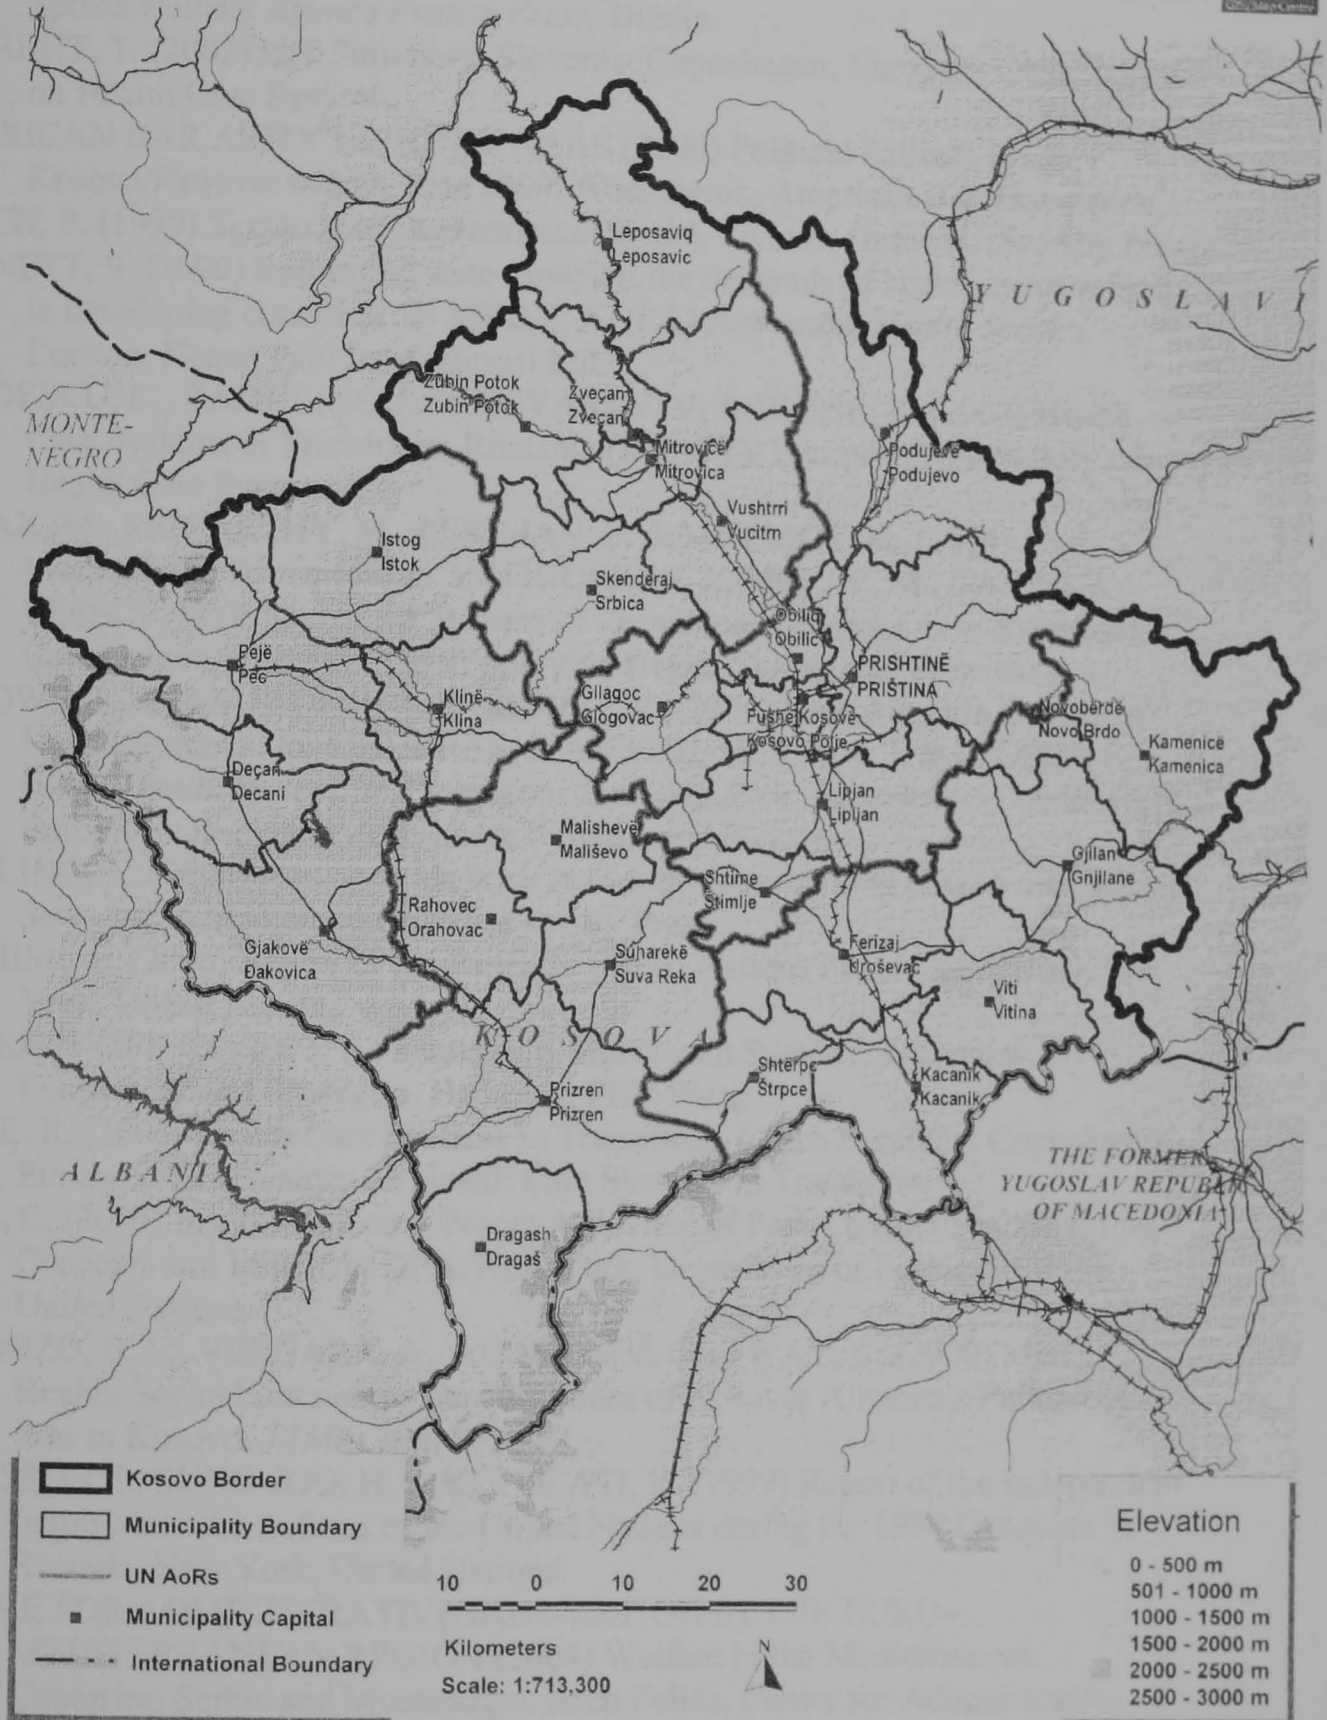 Leposaviq
Leposavic
YUGOSLAVI
Zubin Potok
Zubin Potok
Zveçan
Zveçan
MONTE-
NEGRO
Mitrovicë
Mitrovica
Podujevë
Podujevo
Vushtrri
Vucitrn
Istog
Istok
Skenderaj
Srbica
Obiliq
Obilic
Pejë
Pec
PRISHTINË
PRIŠTINA
Klinë
Klina
Gllagoc
Glogovac
Fushë Kosovë
Kosovo Polje
Novobërdë
Novo Brdo
Kamenicë
Kamenica
Deçan
Decani
Lipjan
Lipljan
Malishevë
Mališevo
Gjilan
Gnjilane
Shtime
Štimlje
Rahovec
Orahovac
Gjakovë
Đakovica
Suharekë
Suva Reka
Ferizaj
Uroševac
Viti
Vitina
KOSOVA
Shtërpc
Štrpce
Kacanik
Kacanik
Prizren
Prizren
ALBANIA
THE FORMER
YUGOSLAV REPUBLI
OF MACEDONIA
Dragash
Dragaš
Kosovo Border
Municipality Boundary
UN AoRs
Municipality Capital
International Boundary
10 0 10 20 30
Kilometers
Scale: 1:713,300
N
Elevation
0 - 500 m
501 - 1000 m
1000 - 1500 m
1500 - 2000 m
2000 - 2500 m
2500 - 3000 m